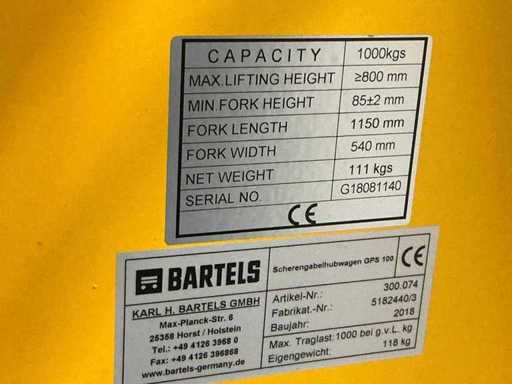 CAPACITY 1000kgs
MAX.LIFTING HEIGHT ≥800 mm
MIN.FORK HEIGHT 85±2 mm
FORK LENGTH 1150 mm
FORK WIDTH 540 mm
NET WEIGHT 111 kgs
SERIAL NO. G18081140
CE
BARTELS
KARL H. BARTELS GMBH
Max-Planck-Str. 6
25358 Horst / Holstein
Tel.: +49 4126 3968 0
Fax: +49 4126 396868
www.bartels-germany.de
Scherengabelhubwagen GPS 100 CE
Artikel-Nr.: 300.074
Fabrikat.-Nr.: 5182440/3
Baujahr: 2018
Max. Traglast: 1000 bei g.v.L. kg
Eigengewicht: 118 kg